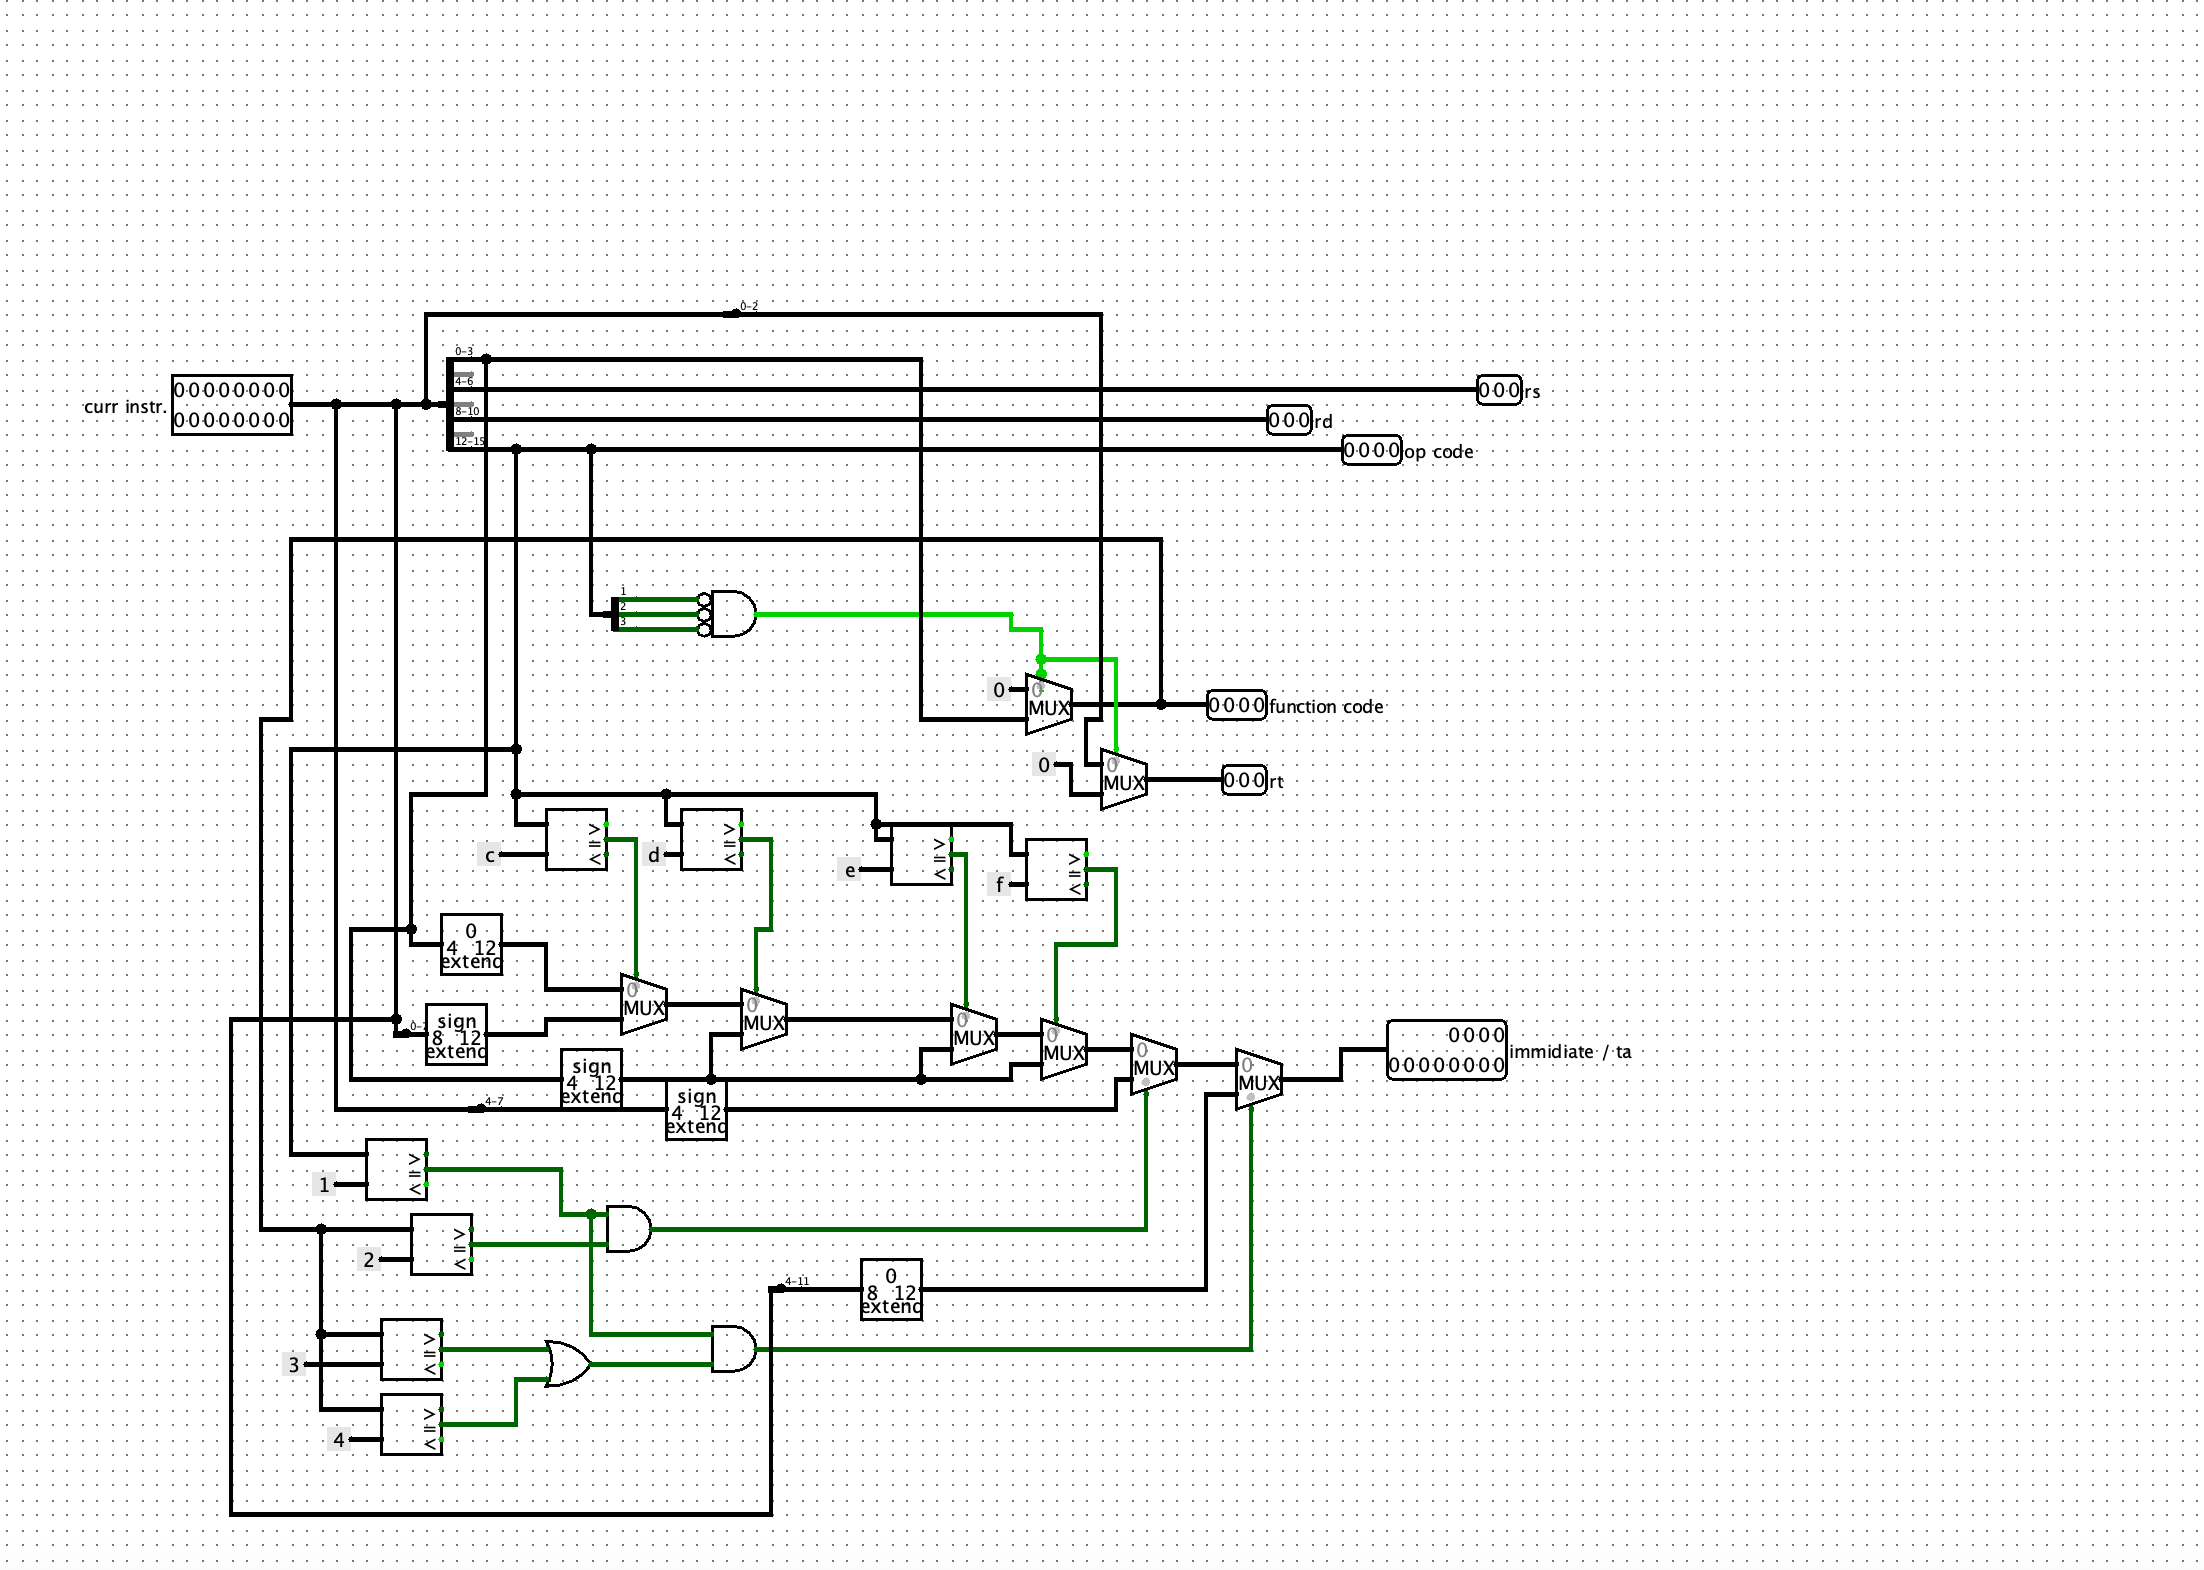 0-2
0-3
4-6
00000000
000
rs
curr instr.
8-10
000
rd
00000000
12-15
0000
op code
1
2
3
0
0
MUX
0000
function code
0
0
MUX
000
rt
>
=
<
c
>
=
<
d
>
=
<
e
>
=
<
f
0
4 12
extend
0
MUX
0
MUX
sign
8 12
extend
0
MUX
0
MUX
0
MUX
0
MUX
0000
00000000
immidiate / ta
sign
4 12
extend
4-7
sign
4 12
extend
>
=
<
1
>
=
<
2
4-11
0
8 12
extend
>
=
<
3
>
=
<
4